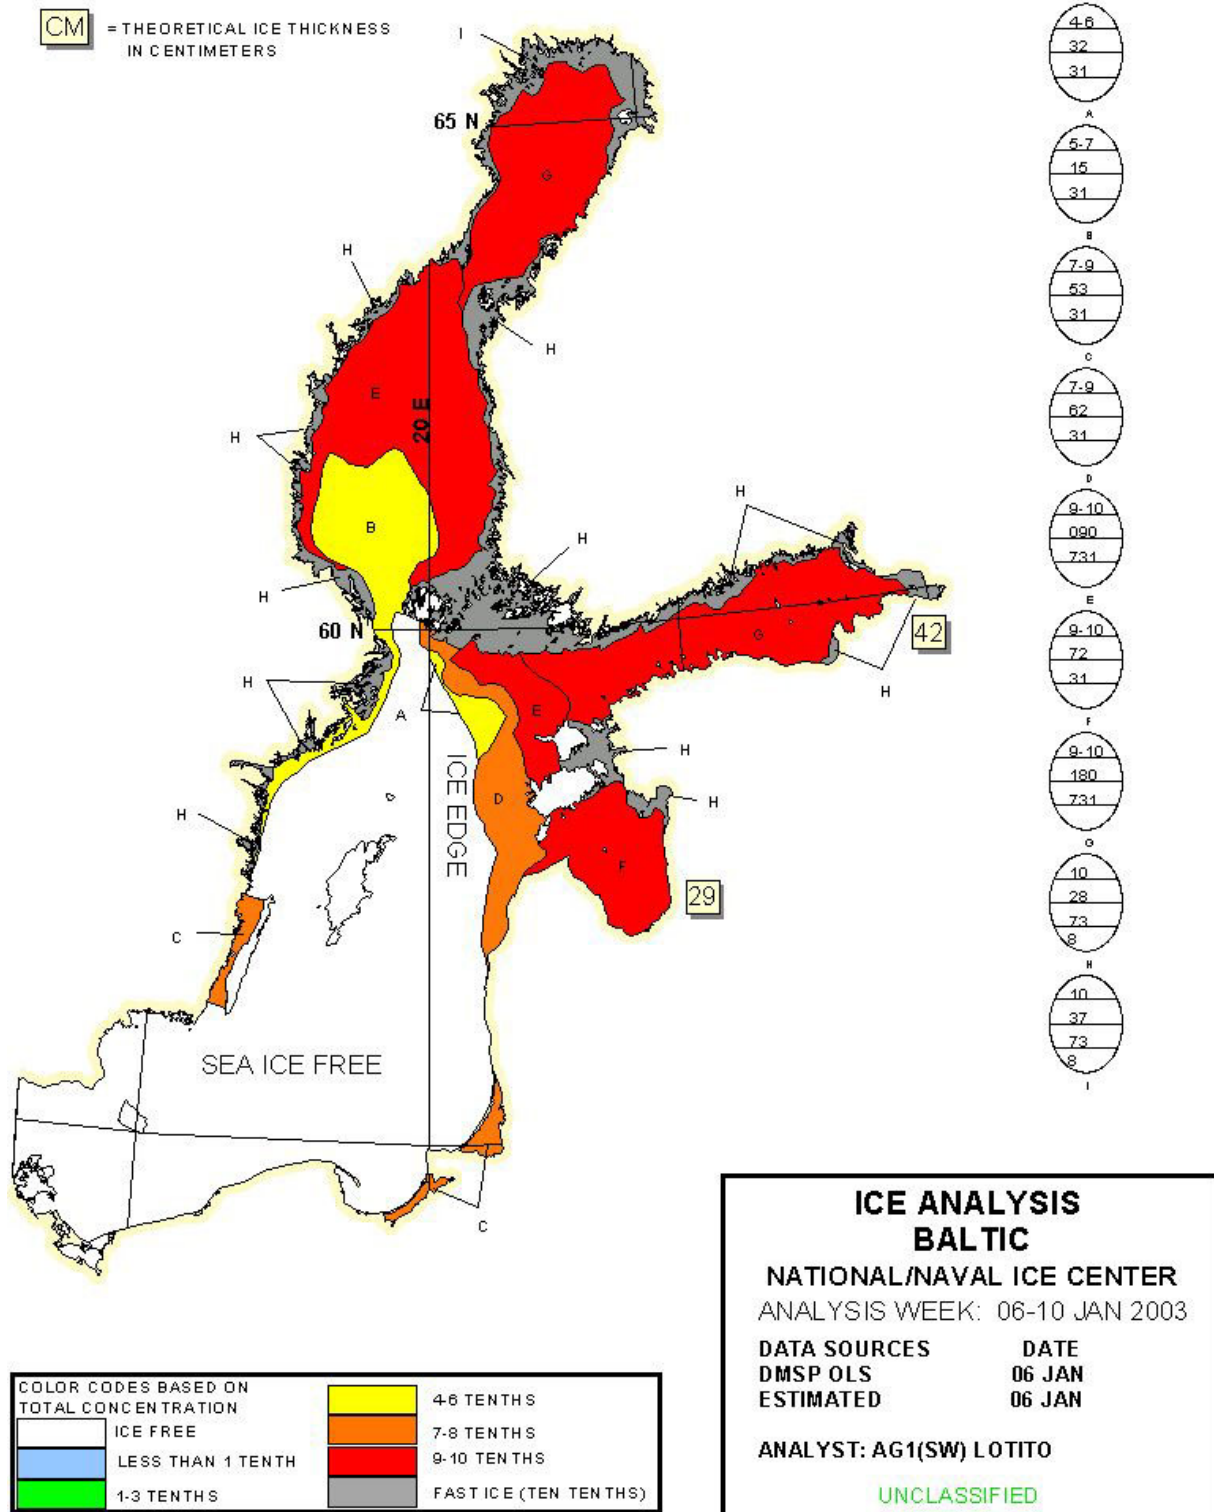 CM = THEORETICAL ICE THICKNESS
IN CENTIMETERS
I
65 N
G
H
H
E
20 E
H
B
H
H
H
60 N
G
42
H
H
A
E
H
ICE EDGE
D
H
H
F
29
C
SEA ICE FREE
C
4-6
32
31
A
5-7
15
31
B
7-9
53
31
C
7-9
62
31
D
9-10
090
731
E
9-10
72
31
F
9-10
180
731
G
10
28
73
8
H
10
37
73
8
I
ICE ANALYSIS
BALTIC
NATIONAL/NAVAL ICE CENTER
ANALYSIS WEEK: 06-10 JAN 2003
DATA SOURCES DATE
DMSP OLS 06 JAN
ESTIMATED 06 JAN
ANALYST: AG1(SW) LOTITO
UNCLASSIFIED
COLOR CODES BASED ON
TOTAL CONCENTRATION
ICE FREE
LESS THAN 1 TENTH
1-3 TENTHS
4-6 TENTHS
7-8 TENTHS
9-10 TENTHS
FAST ICE (TEN TENTHS)